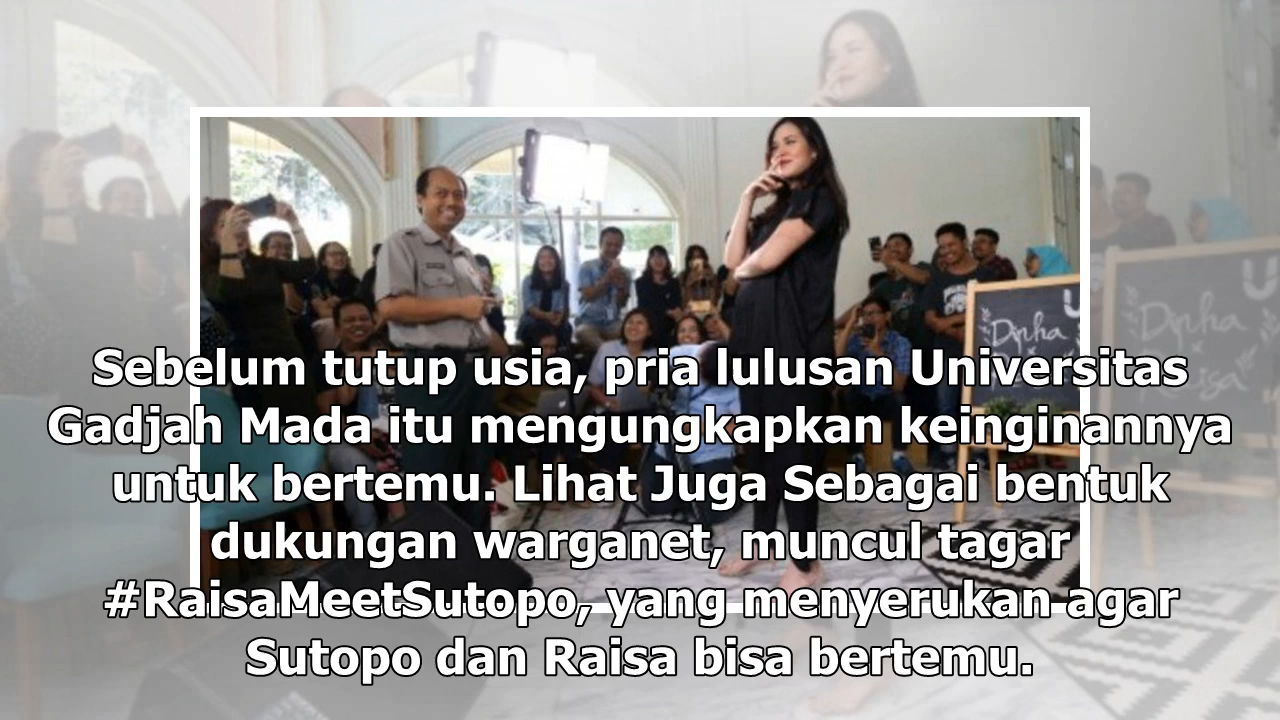 Dinha
U
x
Sebelum tutup usia, pria lulusan Universitas
Gadjah Mada itu mengungkapkan keinginannya
untuk bertemu. Lihat Juga Sebagai bentuk
dukungan warganet, muncul tagar
#RaisaMeetSutopo, yang menyerukan agar
Sutopo dan Raisa bisa bertemu.